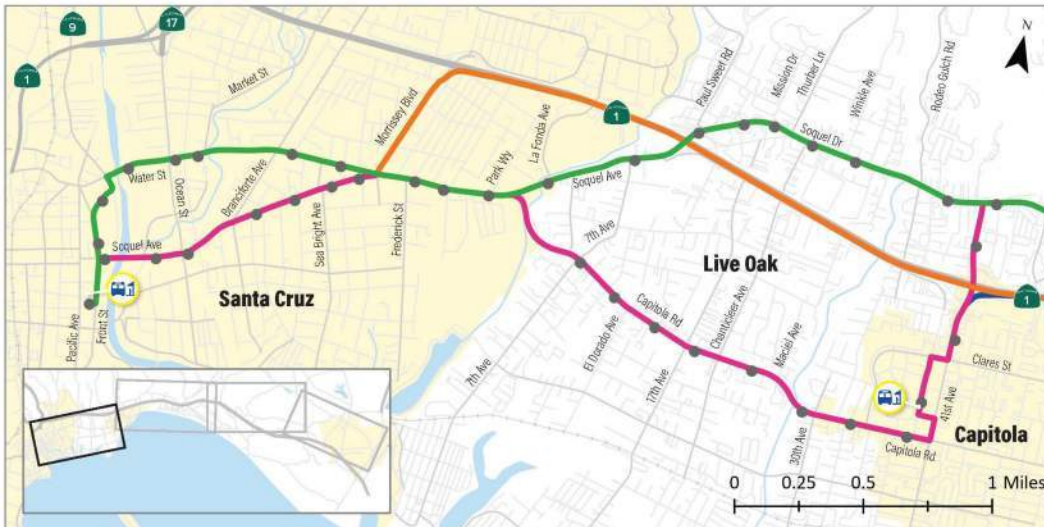 9
17
1
Market St
Morrissey Blvd
La Fonda Ave
1
Paul Sweet Rd
Mission Dr
Thurber Ln
Winkle Ave
Rodeo Gulch Rd
N
Water St
Ocean St
Branciforte Ave
Park Wy
Soquel Ave
Soquel Dr
Soquel Ave
Sea Bright Ave
Frederick St
7th Ave
Live Oak
Santa Cruz
Pacific Ave
Front St
Capitola Rd
Chanticleer Ave
1
7th Ave
El Dorado Ave
17th Ave
Maciel Ave
Clares St
41st Ave
30th Ave
Capitola Rd
Capitola
0 0.25 0.5 1 Miles